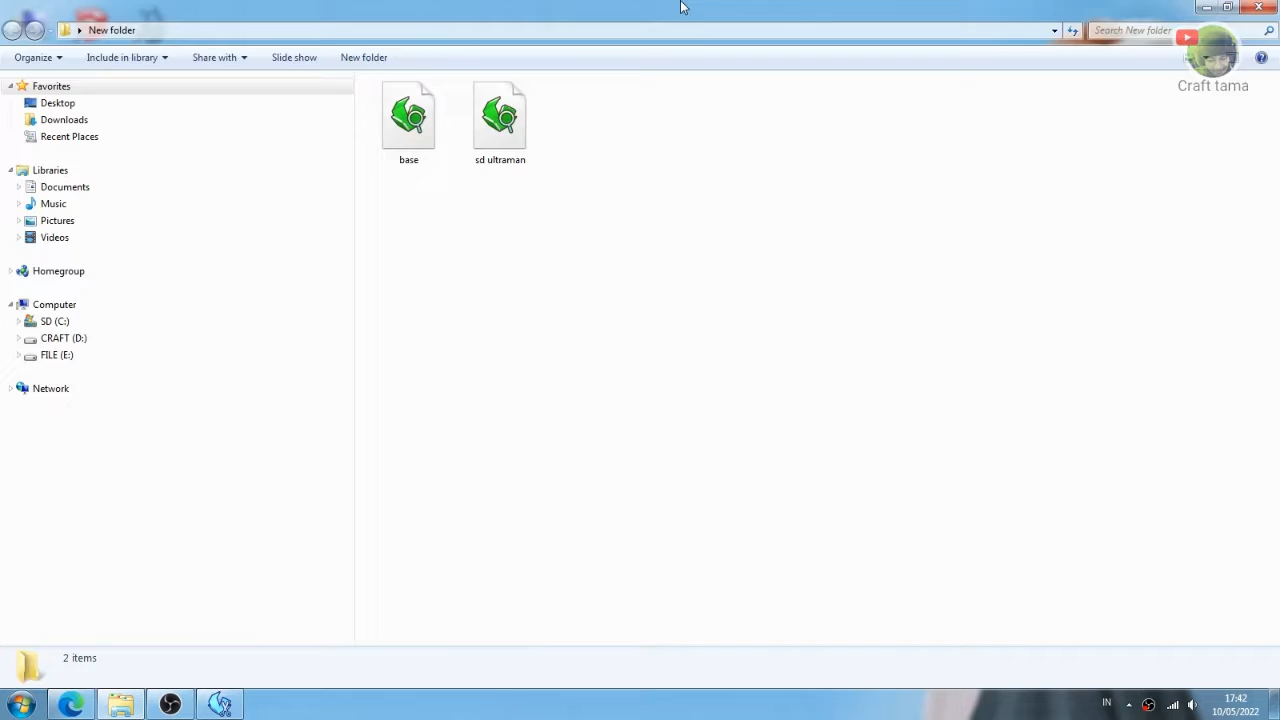 New folder
Search New folder
Organize
Include in library
Share with
Slide show
New folder
Craft tama
Favorites
Desktop
Downloads
Recent Places
Libraries
Documents
Music
Pictures
Videos
Homegroup
Computer
SD (C:)
CRAFT (D:)
FILE (E:)
Network
base
sd ultraman
2 items
IN
17:42
10/05/2022